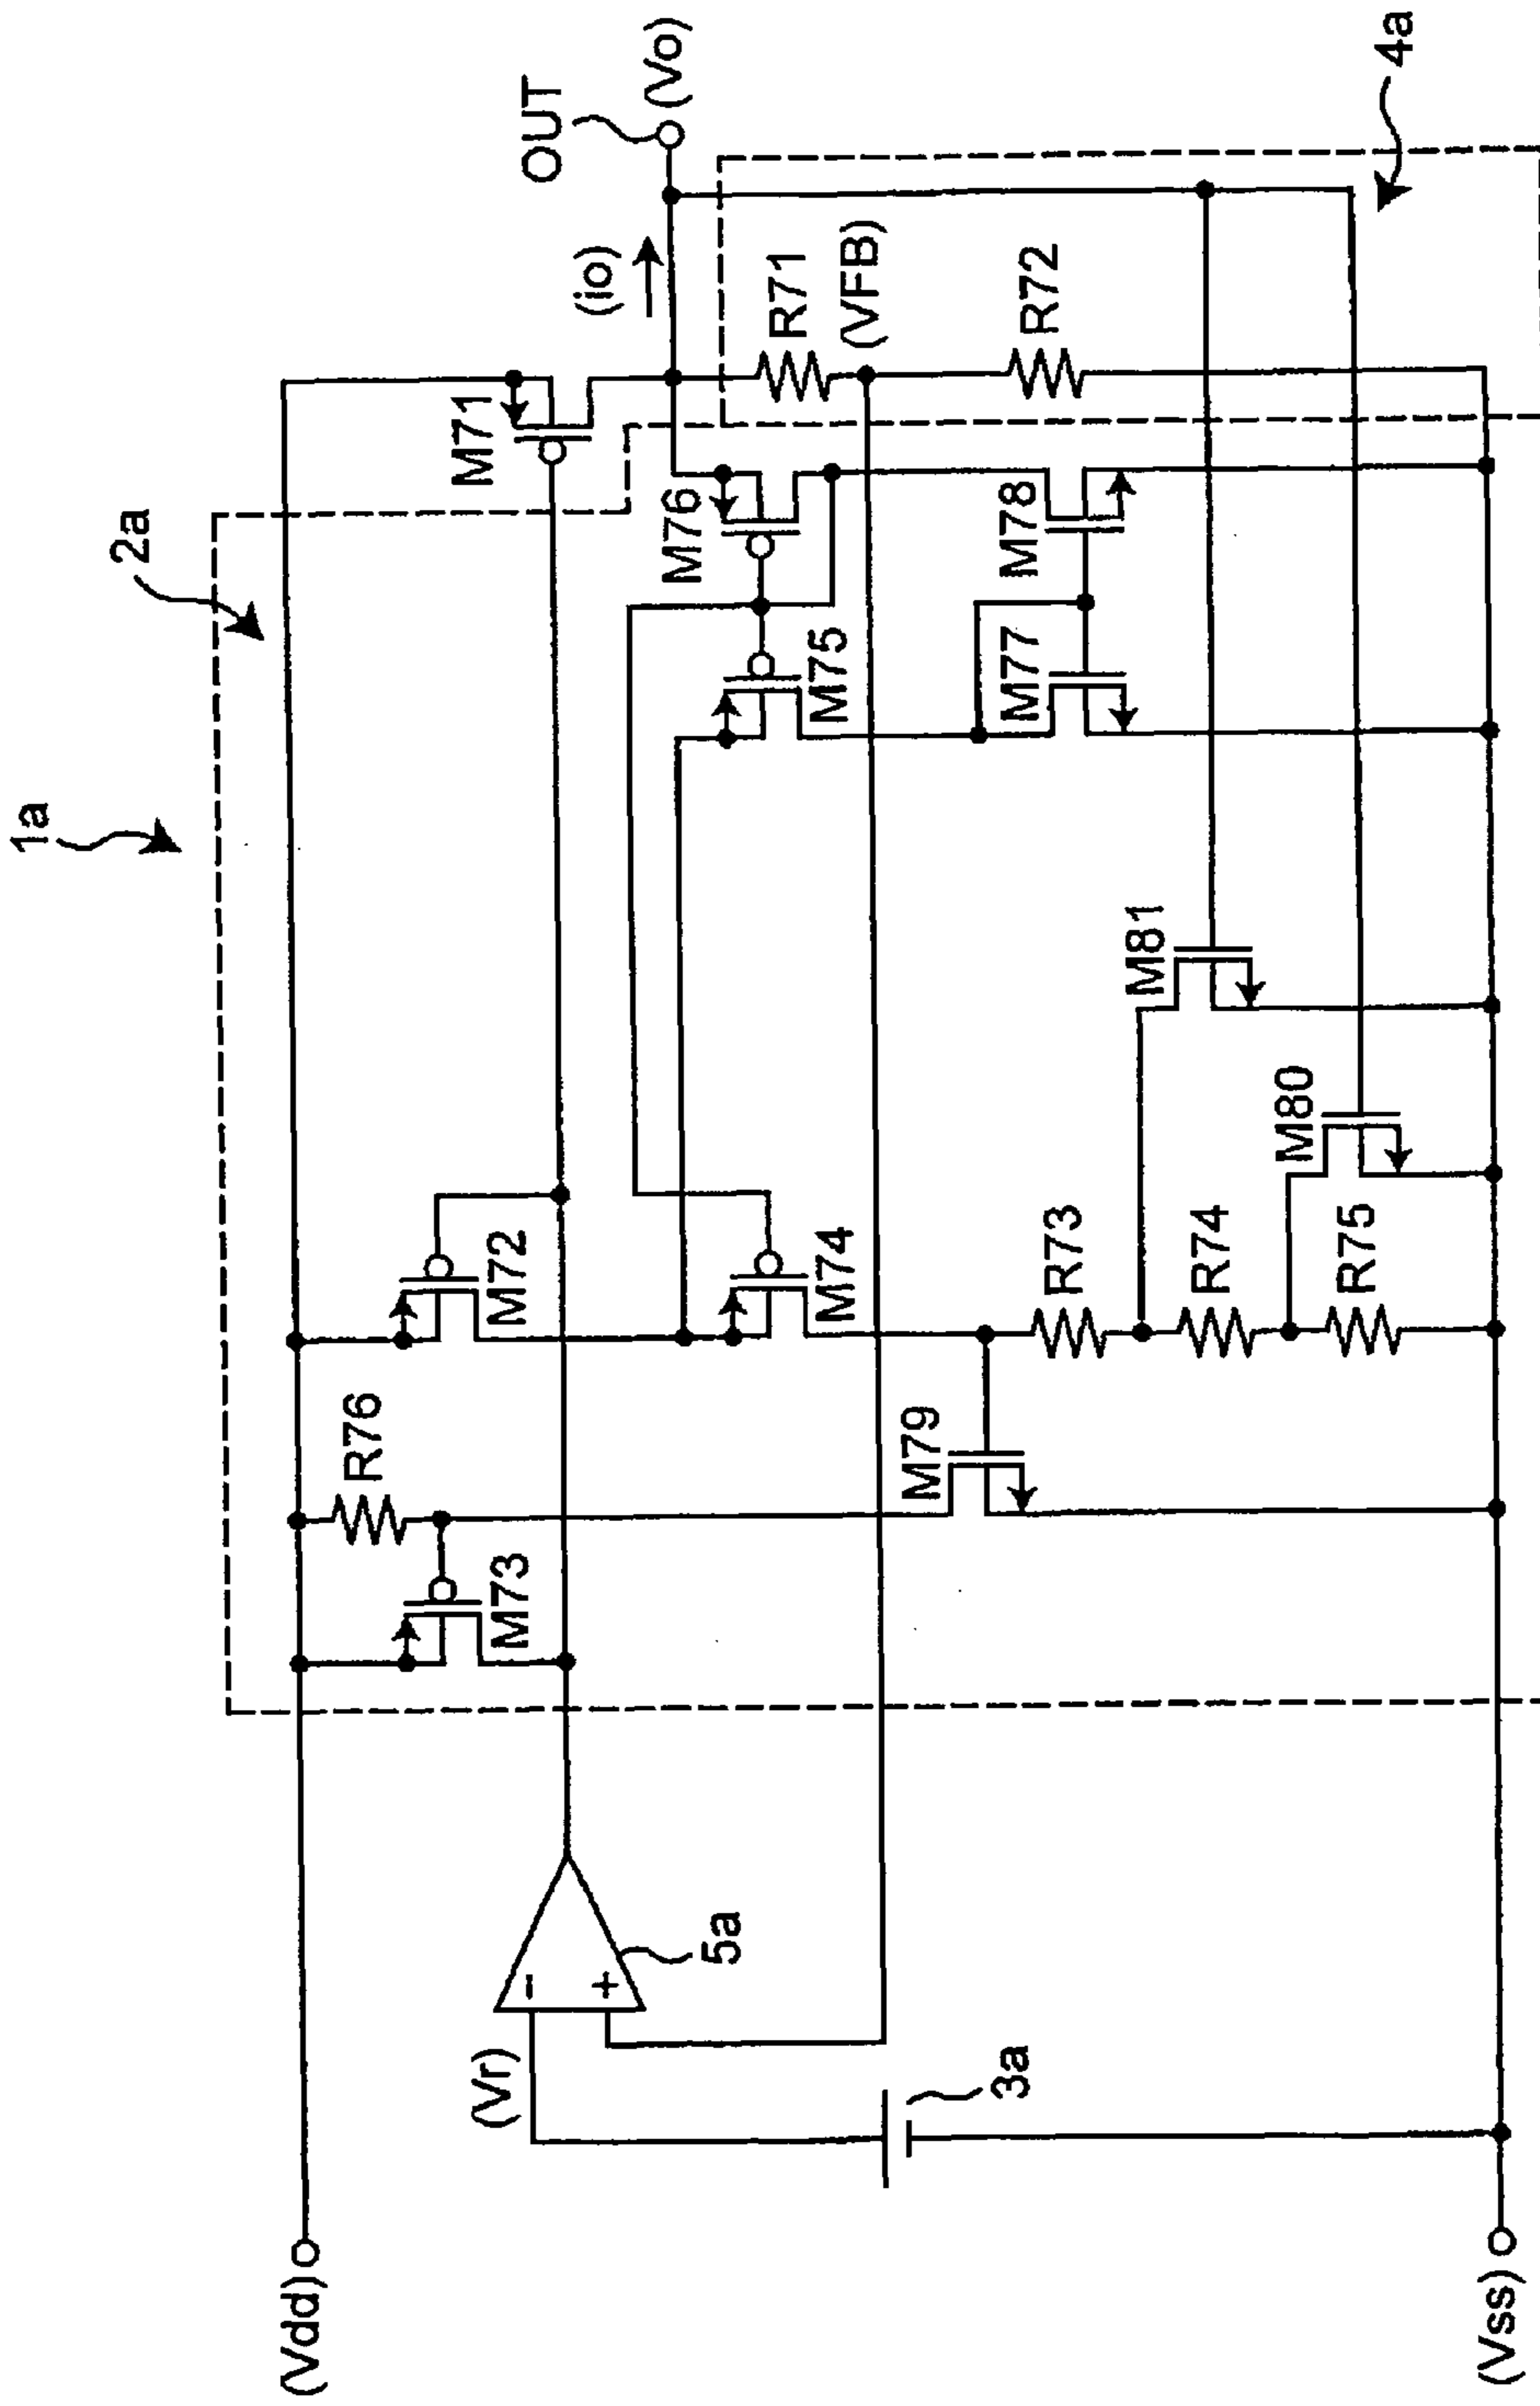 1a
2a
(Vdd)
R76
M73
M72
M71
(io)
OUT
(Vo)
(Vr)
5a
M76
M75
R71
(VFB)
M74
M79
M77
M78
R72
3a
R73
M81
R74
M80
R75
4a
(Vss)